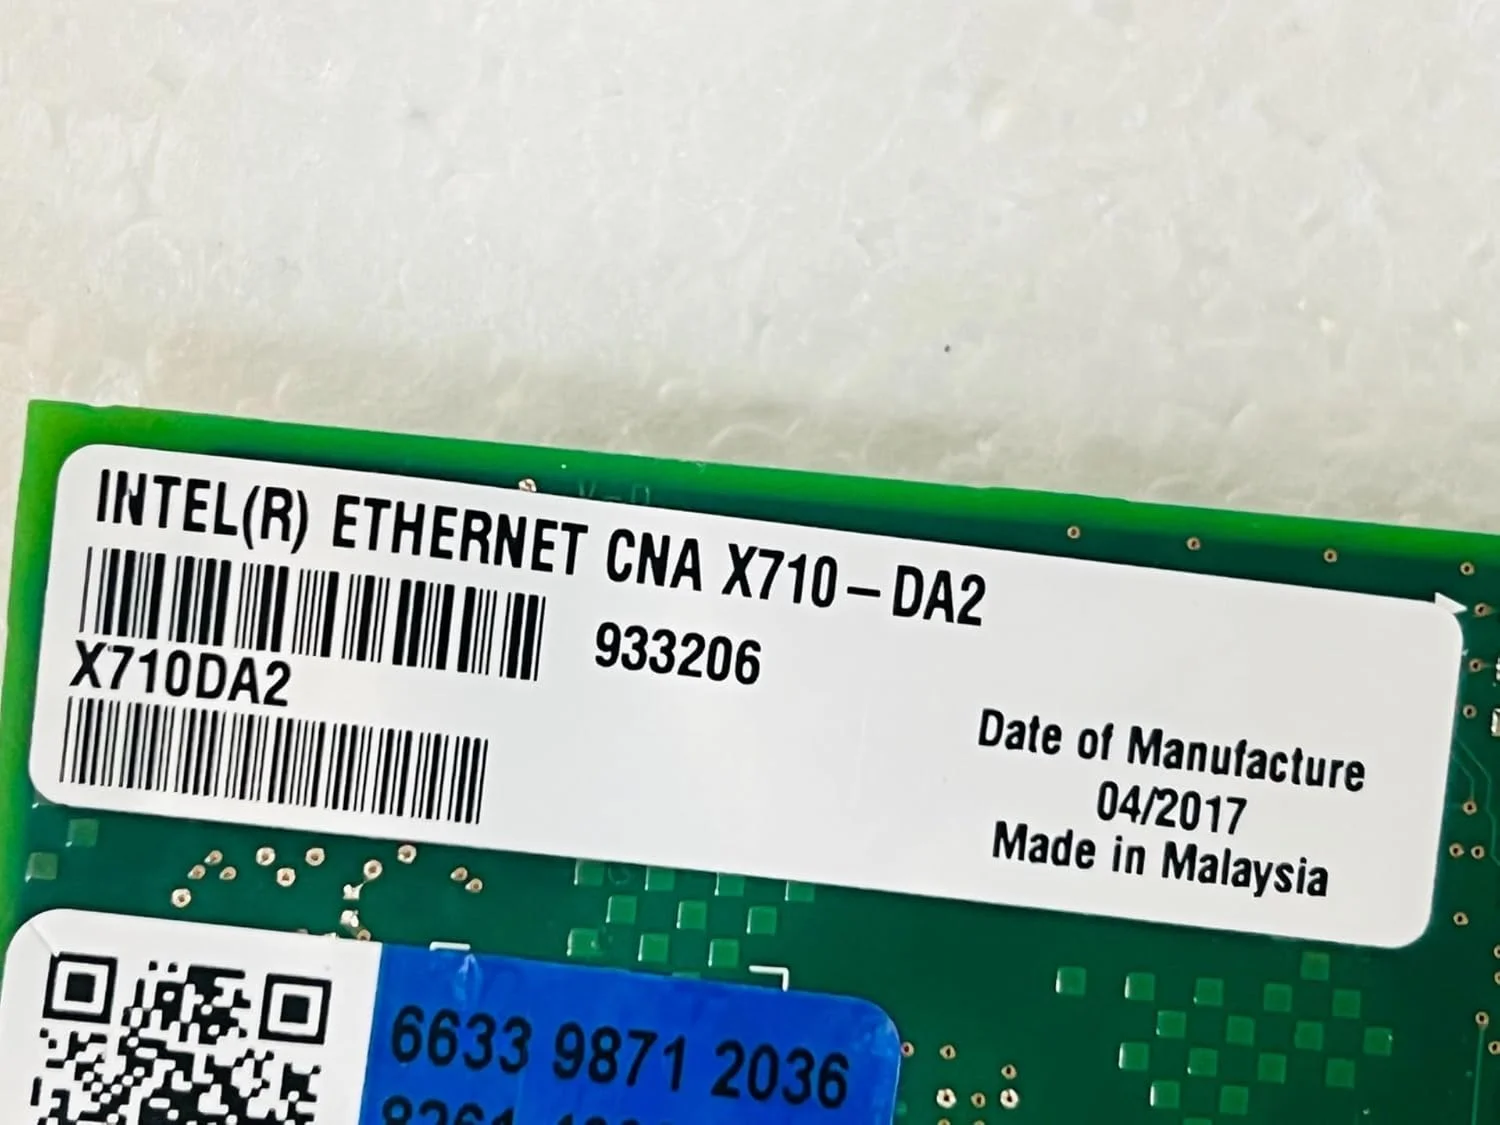 INTEL(R) ETHERNET CNA X710-DA2
933206
X710DA2
Date of Manufacture
04/2017
Made in Malaysia
6633 9871 2036